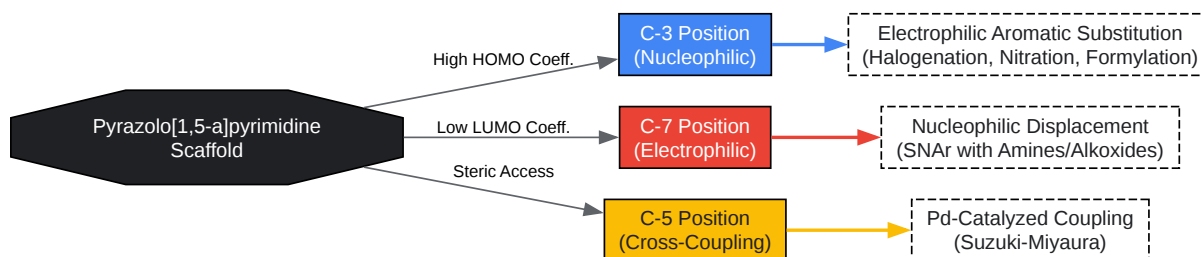 Pyrazolo[1,5-a]pyrimidine
Scaffold
High HOMO Coeff.
Low LUMO Coeff.
Steric Access
C-3 Position
(Nucleophilic)
C-7 Position
(Electrophilic)
C-5 Position
(Cross-Coupling)
Electrophilic Aromatic Substitution
(Halogenation, Nitration, Formylation)
Nucleophilic Displacement
(SNAr with Amines/Alkoxides)
Pd-Catalyzed Coupling
(Suzuki-Miyaura)